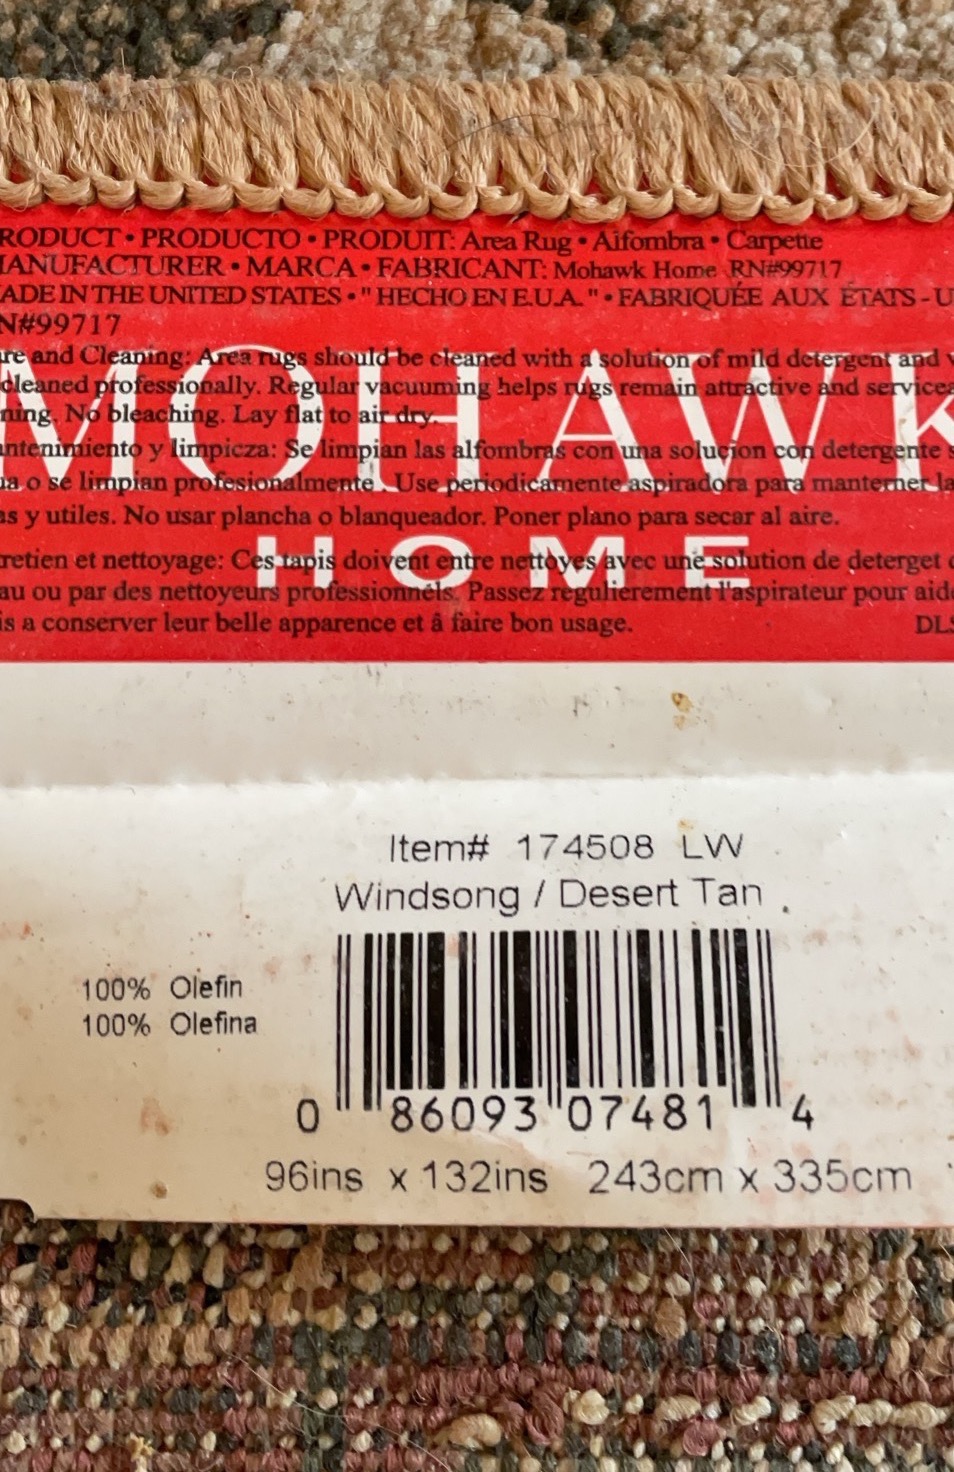 RODUCT • PRODUCTO • PRODUIT: Area Rug • Alfombra • Carpette
IANUFACTURER • MARCA • FABRICANT: Mohawk Home RN#99717
ADE IN THE UNITED STATES • " HECHO EN E.U.A. " • FABRIQUÉE AUX ÉTATS - U
N#99717
MOHAWK
HOME
re and Cleaning: Area rugs should be cleaned with a solution of mild detergent and
cleaned professionally. Regular vacuuming helps rugs remain attractive and servicea
ning. No bleaching. Lay flat to air dry.
ntenimiento y limpicza: Se limpian las alfombras con una solucion con detergente s
ua o se limpian profesionalmente. Use periodicamente aspiradora para manterner la
as y utiles. No usar plancha o blanqueador. Poner plano para secar al aire.
retien et nettoyage: Ces tapis doivent entre nettoyes avec une solution de deterget d
au ou par des nettoyeurs professionnéls. Passez regulierement l'aspirateur pour aide
is a conserver leur belle apparence et â faire bon usage. DLS
Item# 174508 LW
Windsong / Desert Tan
100% Olefin
100% Olefina
0 86093 07481 4
96ins x 132ins 243cm x 335cm